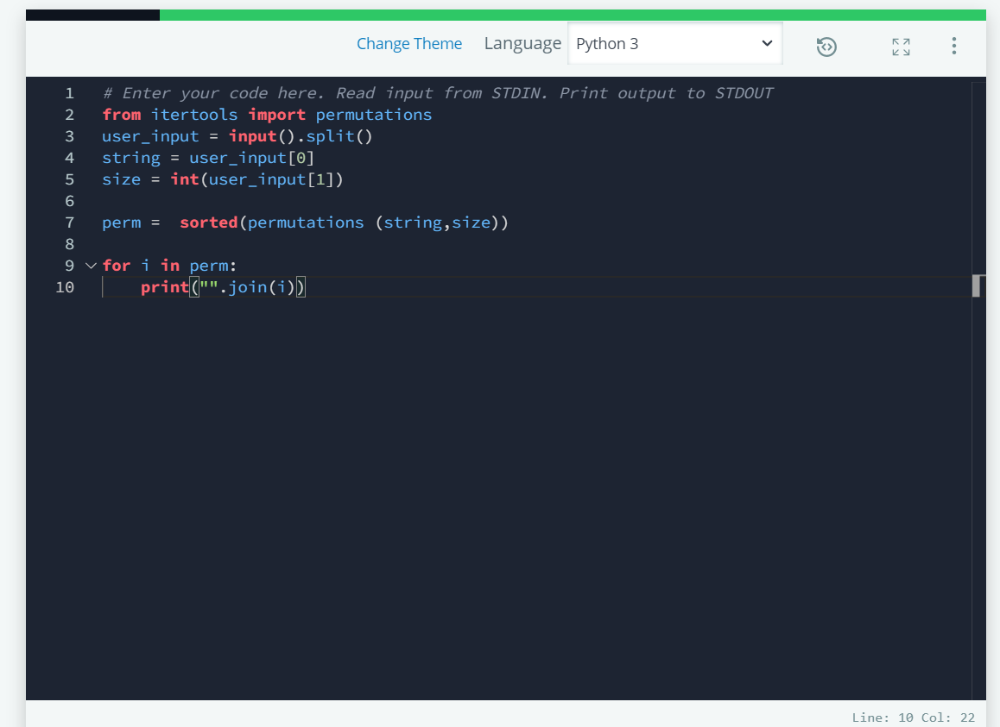 Change Theme Language Python 3
1 # Enter your code here. Read input from STDIN. Print output to STDOUT
2 from itertools import permutations
3 user_input = input().split()
4 string = user_input[0]
5 size = int(user_input[1])
6
7 perm =  sorted(permutations (string,size))
8
9 for i in perm:
10     print("".join(i))
Line: 10 Col: 22